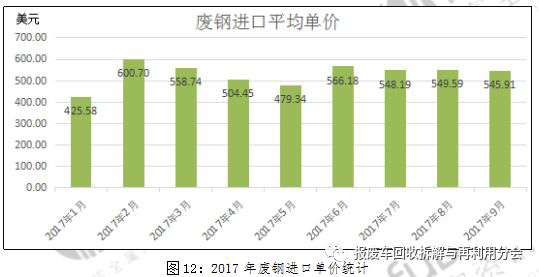 美元
废钢进口平均单价
700.00
600.00
500.00
400.00
300.00
200.00
100.00
0.00
425.58
600.70
558.74
504.45
479.34
566.18
548.19
549.59
545.91
2017年1月
2017年2月
2017年3月
2017年4月
2017年5月
2017年6月
2017年7月
2017年8月
2017年9月
报废车回收拆解与再利用分会
图12：2017 年废钢进口单价统计